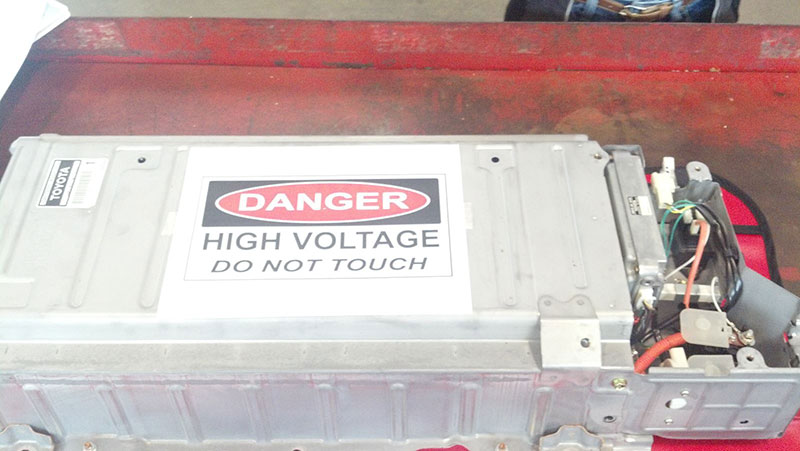 TOYOTA
DANGER
HIGH VOLTAGE
DO NOT TOUCH